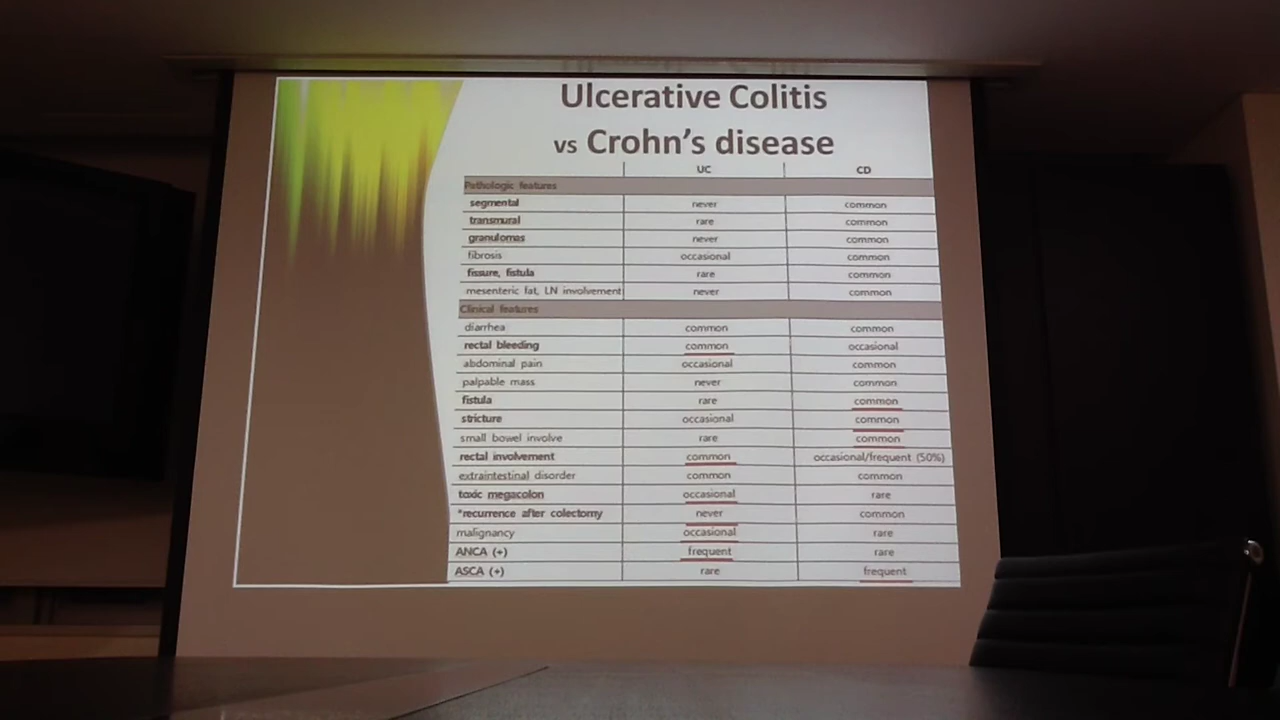 Ulcerative Colitis
vs Crohn's disease
UC CD
Pathologic features
segmental never common
transmural rare common
granulomas never common
fibrosis occasional common
fissure, fistula rare common
mesenteric fat, LN involvement never common
Clinical features
diarrhea common common
rectal bleeding common occasional
abdominal pain occasional common
palpable mass never common
fistula rare common
stricture occasional common
small bowel involve rare common
rectal involvement common occasional/frequent (50%)
extraintestinal disorder common common
toxic megacolon occasional rare
*recurrence after colectomy never common
malignancy occasional rare
ANCA (+) frequent rare
ASCA (+) rare frequent